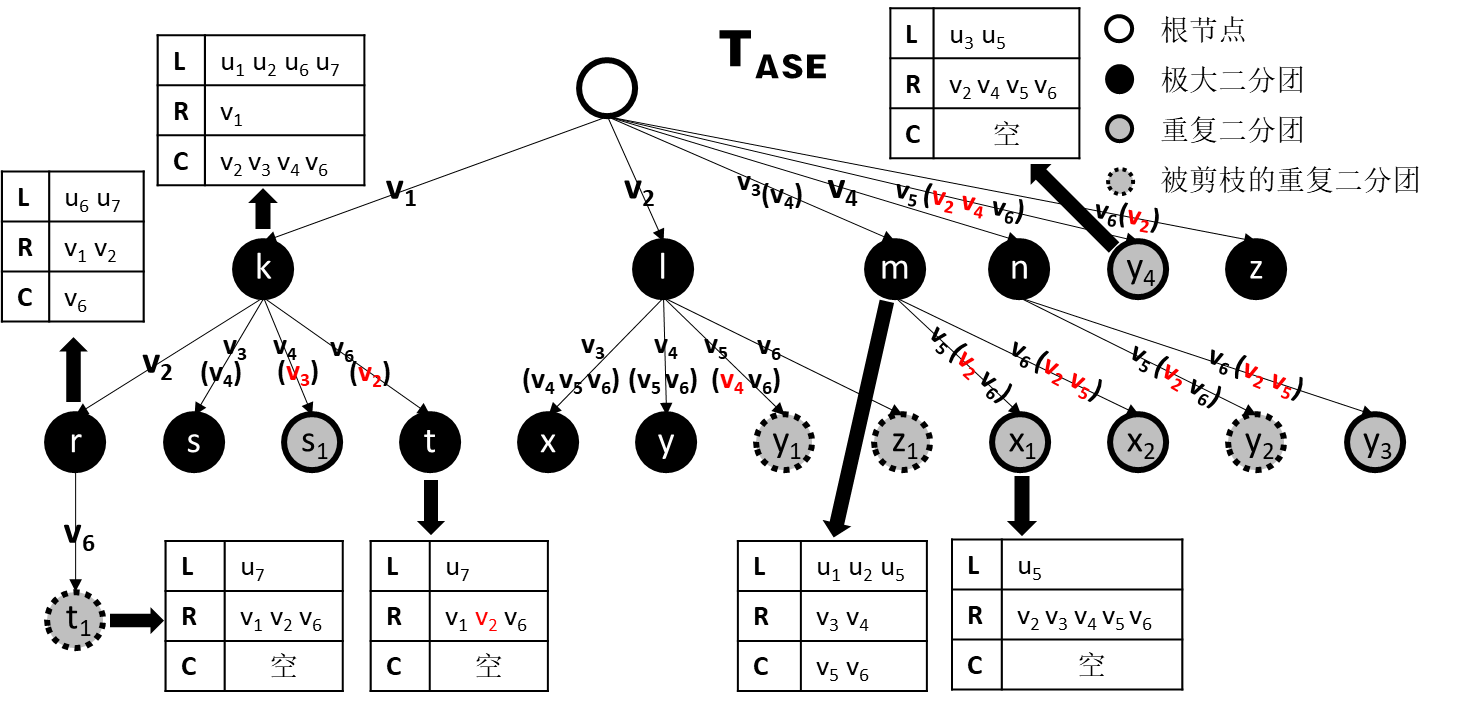 T_ASE
L u₁ u₂ u₆ u₇
R v₁
C v₂ v₃ v₄ v₆
L u₃ u₅
R v₂ v₄ v₅ v₆
C 空
根节点
极大二分团
重复二分团
被剪枝的重复二分团
L u₆ u₇
R v₁ v₂
C v₆
v₁
v₂
v₃(v₄)
v₄
v₅ (v₂ v₄ v₆)
v₆(v₂)
k
l
m
n
y₄
z
v₂
v₃
(v₄)
v₄
(v₃)
v₆
(v₂)
v₃
(v₄ v₅ v₆)
v₄
(v₅ v₆)
v₅
(v₄ v₆)
v₆
v₅ (v₂ v₆)
v₆ (v₂ v₅)
v₅ (v₂ v₆)
v₆ (v₂ v₅)
r
s
s₁
t
x
y
y₁
z₁
x₁
x₂
y₂
y₃
v₆
t₁
L u₇
R v₁ v₂ v₆
C 空
L u₇
R v₁ v₂ v₆
C 空
L u₁ u₂ u₅
R v₃ v₄
C v₅ v₆
L u₅
R v₂ v₃ v₄ v₅ v₆
C 空